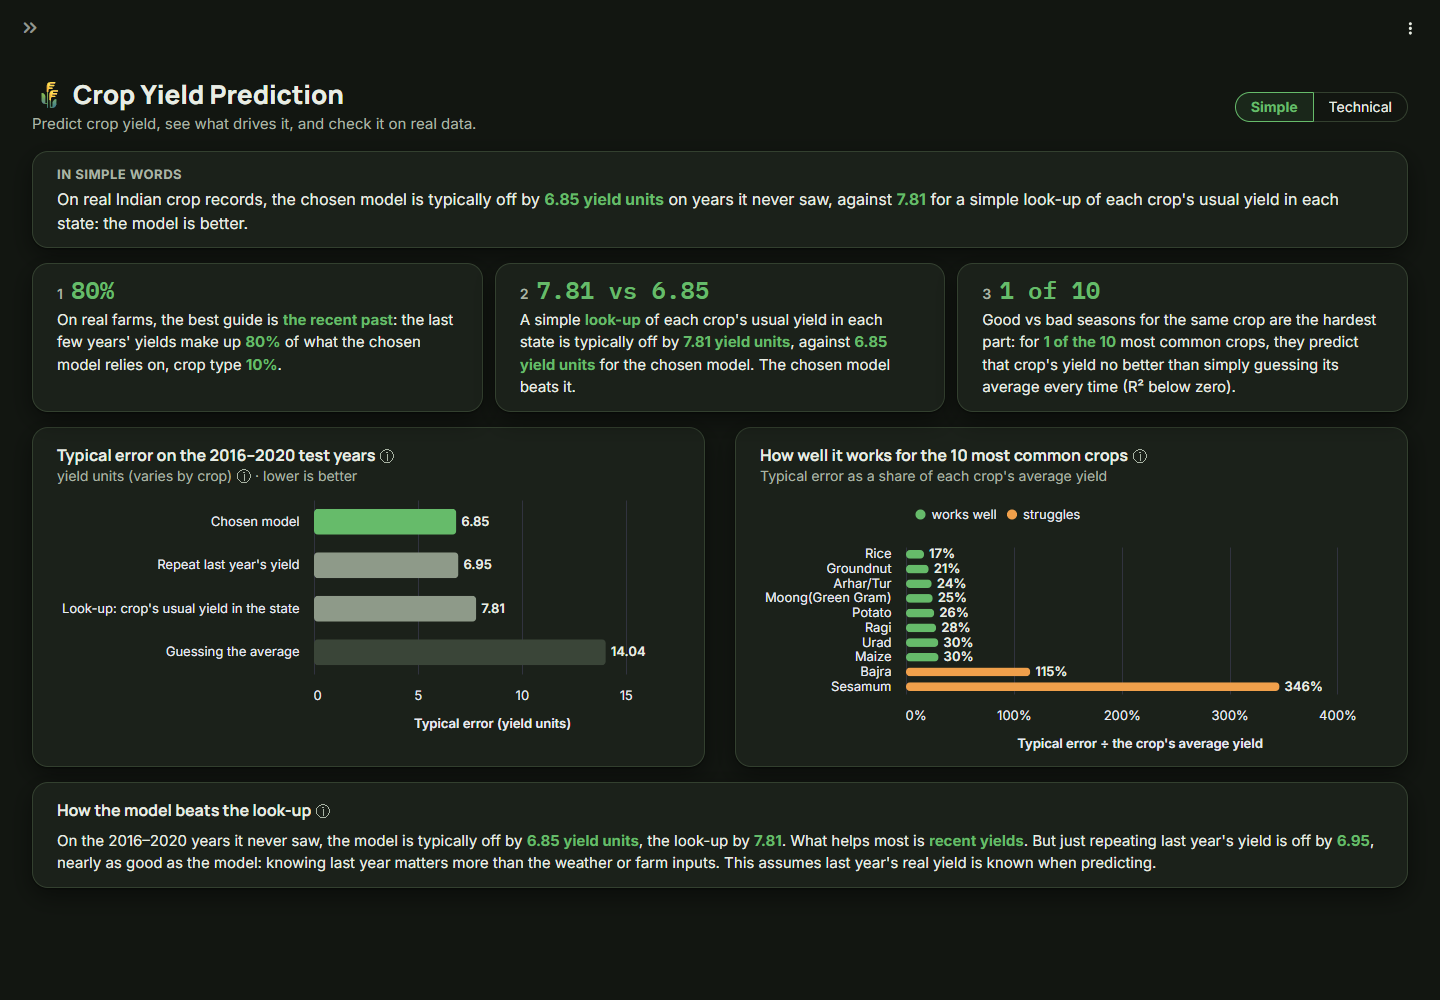 Crop Yield Prediction
Predict crop yield, see what drives it, and check it on real data.
Simple
Technical
IN SIMPLE WORDS
On real Indian crop records, the chosen model is typically off by 6.85 yield units on years it never saw, against 7.81 for a simple look-up of each crop's usual yield in each
state: the model is better.
1 80%
On real farms, the best guide is the recent past: the last
few years' yields make up 80% of what the chosen
model relies on, crop type 10%.
2 7.81 vs 6.85
A simple look-up of each crop's usual yield in each
state is typically off by 7.81 yield units, against 6.85
yield units for the chosen model. The chosen model
beats it.
3 1 of 10
Good vs bad seasons for the same crop are the hardest
part: for 1 of the 10 most common crops, they predict
that crop's yield no better than simply guessing its
average every time (R² below zero).
Typical error on the 2016–2020 test years ⓘ
yield units (varies by crop) ⓘ · lower is better
Chosen model 6.85
Repeat last year's yield 6.95
Look-up: crop's usual yield in the state 7.81
Guessing the average 14.04
0 5 10 15
Typical error (yield units)
How well it works for the 10 most common crops ⓘ
Typical error as a share of each crop's average yield
works well struggles
Rice 17%
Groundnut 21%
Arhar/Tur 24%
Moong(Green Gram) 25%
Potato 26%
Ragi 28%
Urad 30%
Maize 30%
Bajra 115%
Sesamum 346%
0% 100% 200% 300% 400%
Typical error ÷ the crop's average yield
How the model beats the look-up ⓘ
On the 2016–2020 years it never saw, the model is typically off by 6.85 yield units, the look-up by 7.81. What helps most is recent yields. But just repeating last year's yield is off by 6.95,
nearly as good as the model: knowing last year matters more than the weather or farm inputs. This assumes last year's real yield is known when predicting.